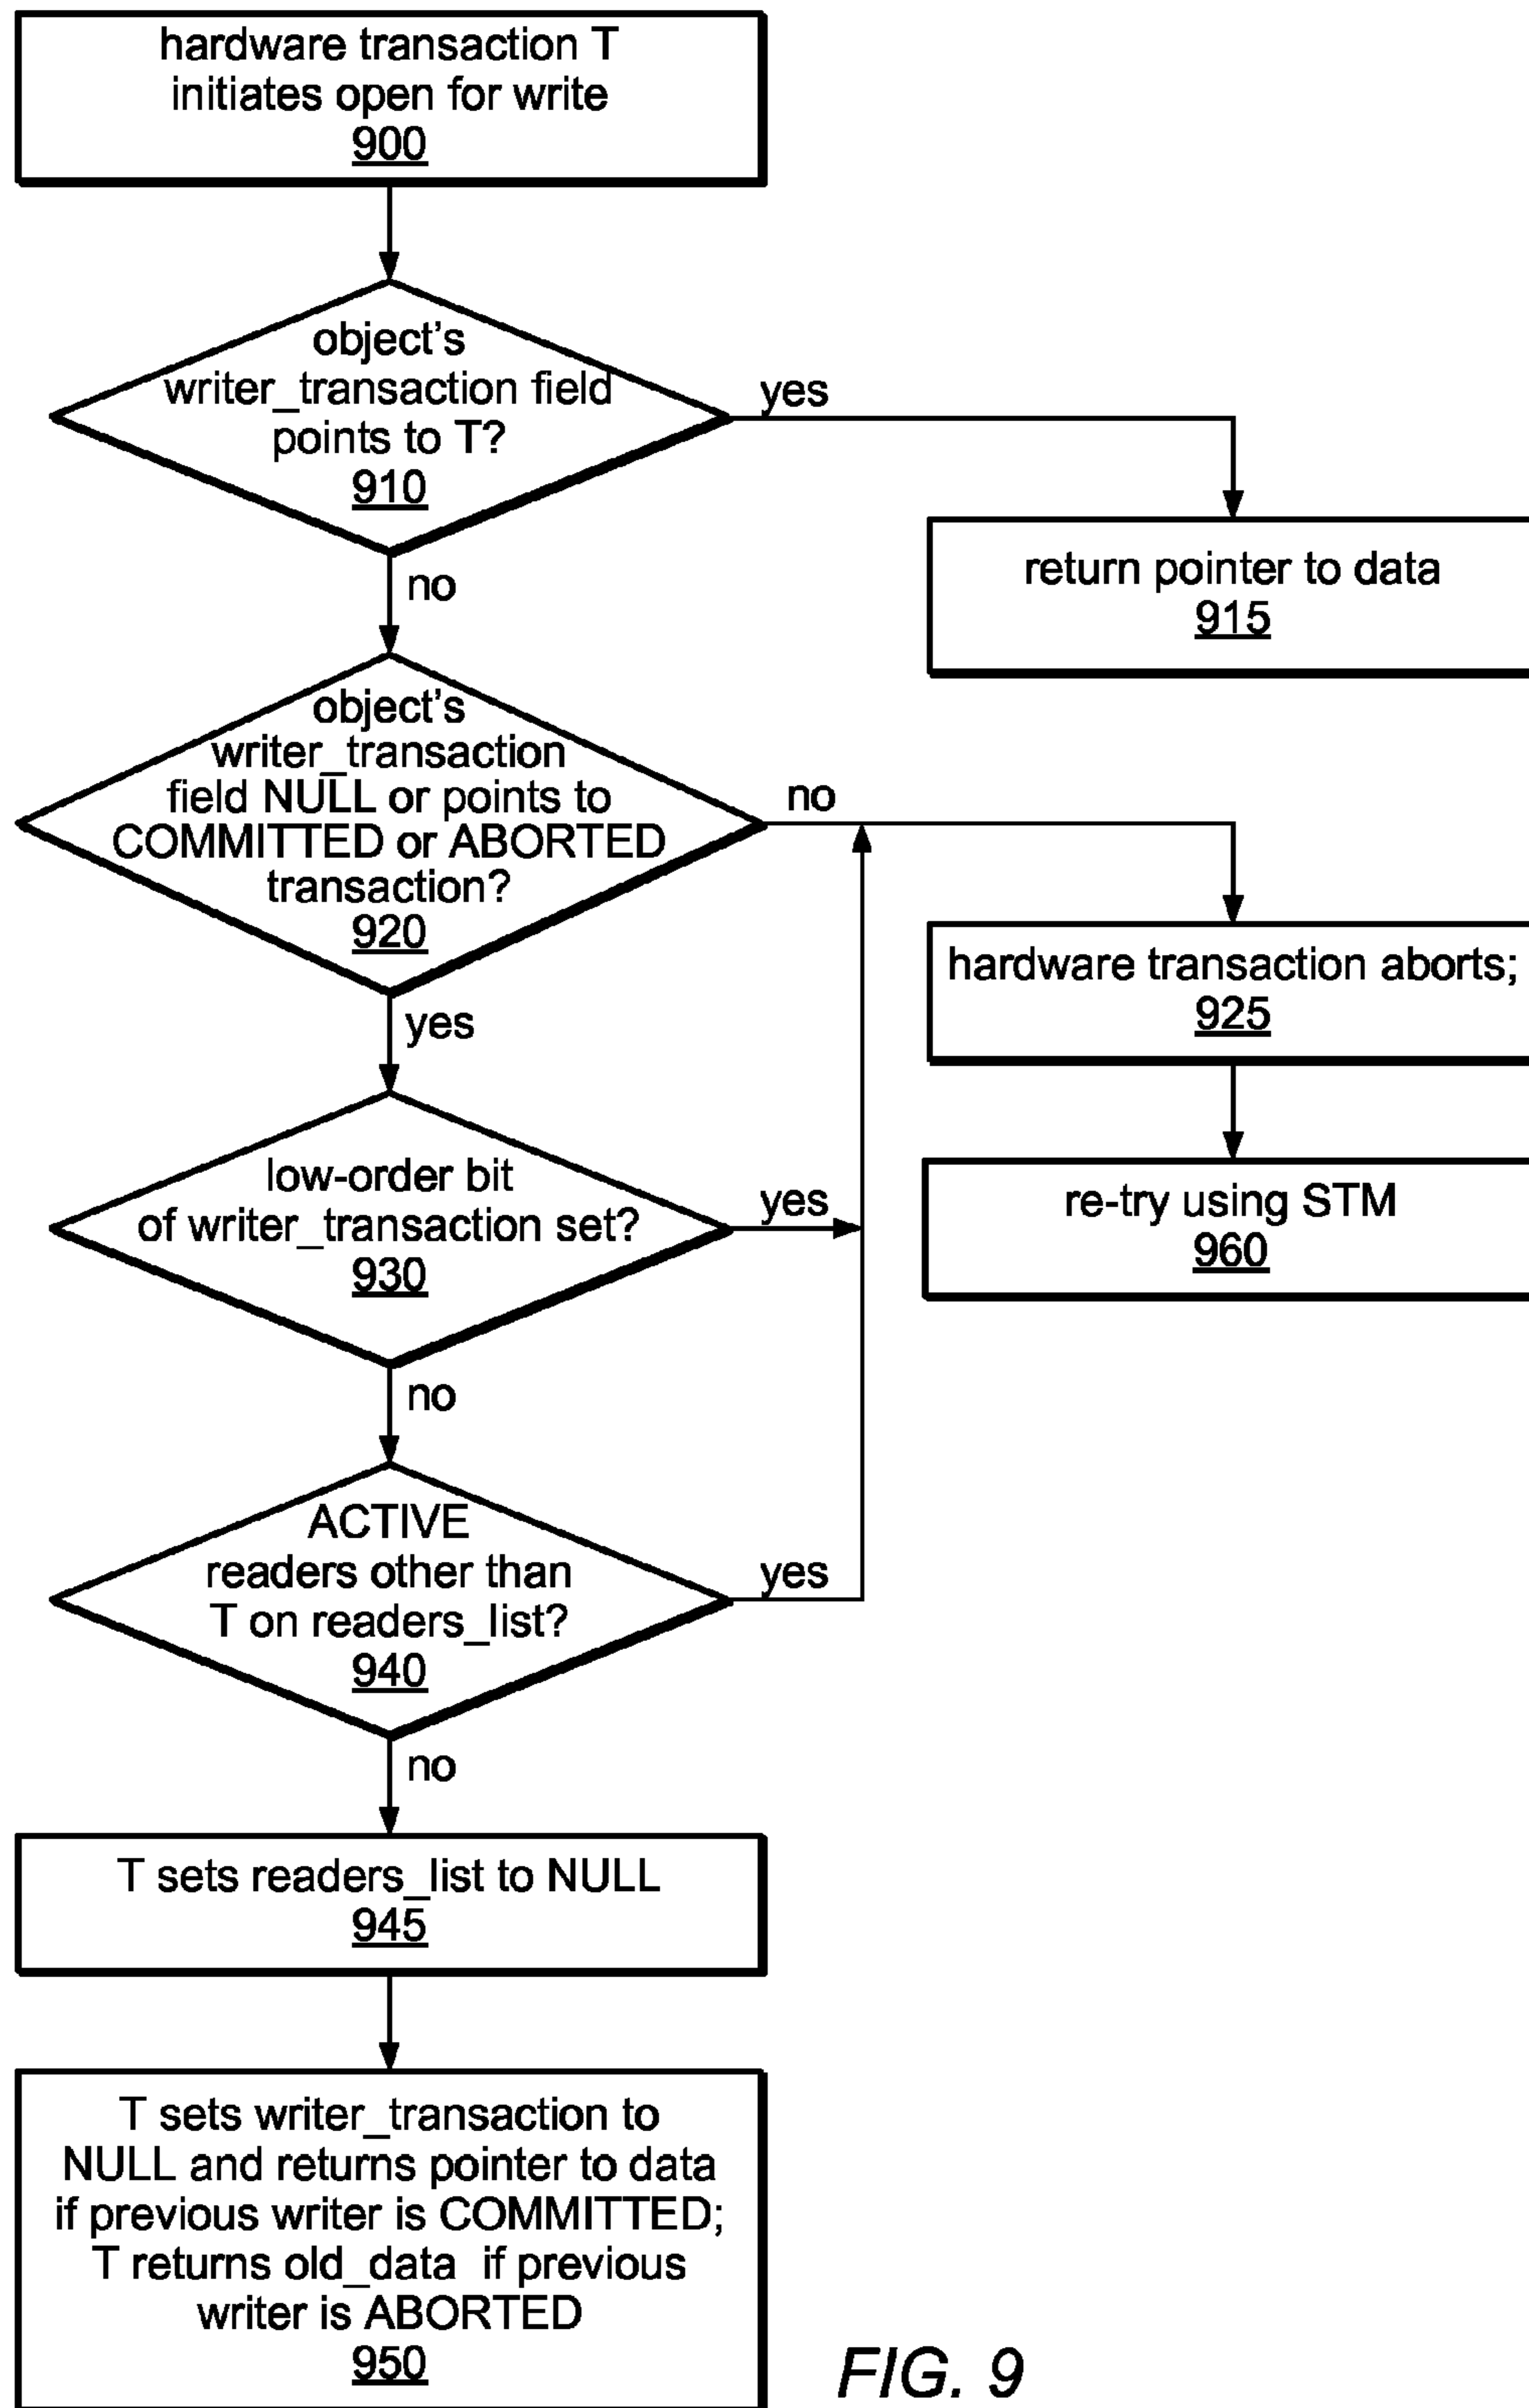 hardware transaction T
initiates open for write
900
object's
writer_transaction field
points to T?
910
yes
no
return pointer to data
915
object's
writer_transaction
field NULL or points to
COMMITTED or ABORTED
transaction?
920
no
yes
hardware transaction aborts;
925
low-order bit
of writer_transaction set?
930
yes
no
re-try using STM
960
ACTIVE
readers other than
T on readers_list?
940
yes
no
T sets readers_list to NULL
945
T sets writer_transaction to
NULL and returns pointer to data
if previous writer is COMMITTED;
T returns old_data if previous
writer is ABORTED
950
FIG. 9